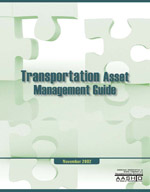 Transportation Asset
Management Guide
November 2002
AASHTO